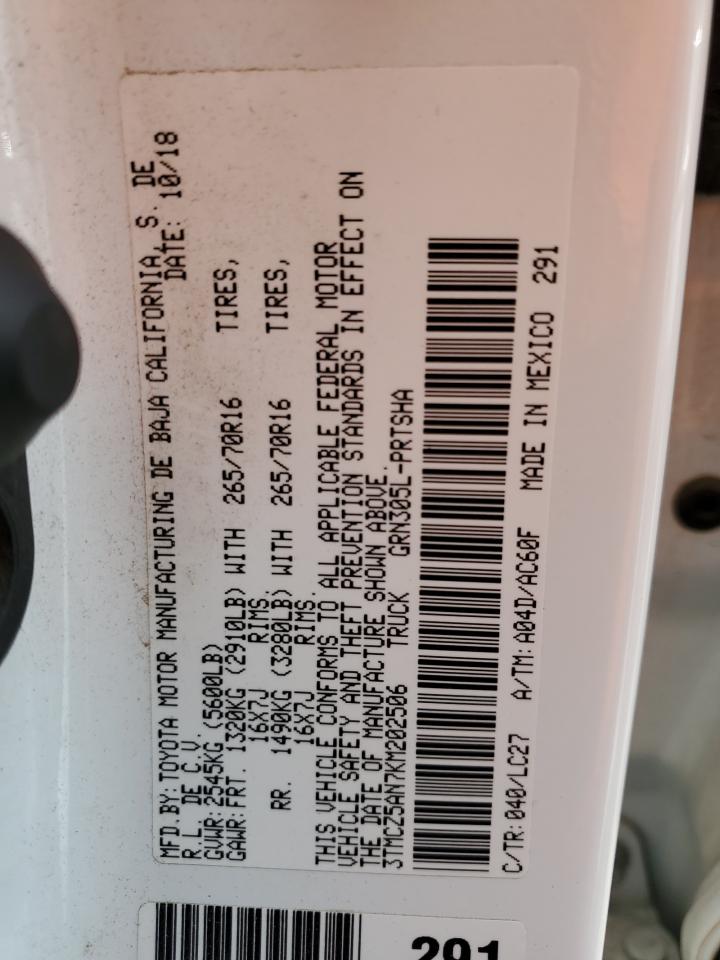 MFD.BY: TOYOTA MOTOR MANUFACTURING DE BAJA CALIFORNIA, S. DE
R.L. DE C.V. DATE: 10/18
GVWR: 2545KG (5600LB)
GAWR: FRT. 1320KG (2910LB) WITH 265/70R16 TIRES,
16X7J RIMS.
RR. 1490KG (3280LB) WITH 265/70R16 TIRES,
16X7J RIMS.
THIS VEHICLE CONFORMS TO ALL APPLICABLE FEDERAL MOTOR
VEHICLE SAFETY AND THEFT PREVENTION STANDARDS IN EFFECT ON
THE DATE OF MANUFACTURE SHOWN ABOVE.
3TMCZ5AN7KM202506 TRUCK GRN305L-PRTSHA
C/TR: 040/LC27 A/TM: A04D/AC60F MADE IN MEXICO 291
291